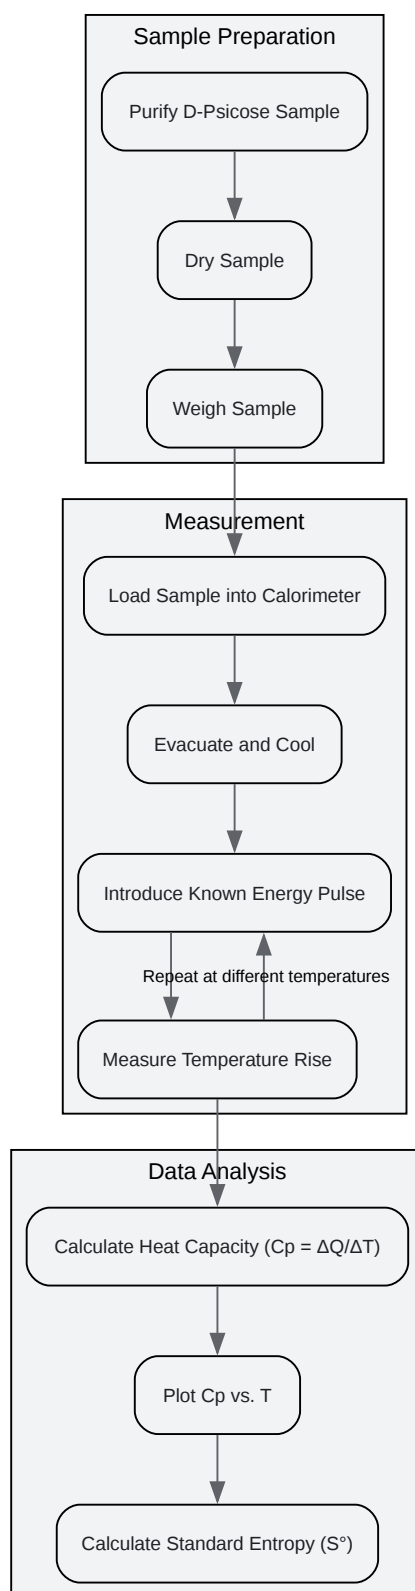 Sample Preparation
Purify D-Psicose Sample
Dry Sample
Weigh Sample
Measurement
Load Sample into Calorimeter
Evacuate and Cool
Introduce Known Energy Pulse
Repeat at different temperatures
Measure Temperature Rise
Data Analysis
Calculate Heat Capacity (Cp = ΔQ/ΔT)
Plot Cp vs. T
Calculate Standard Entropy (S°)